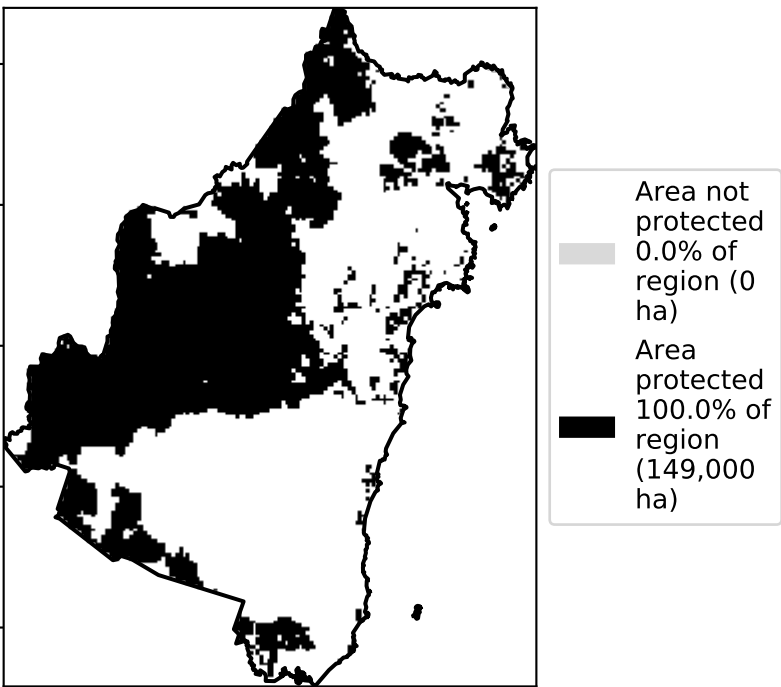 Area not
protected
0.0% of
region (0
ha)
Area
protected
100.0% of
region
(149,000
ha)